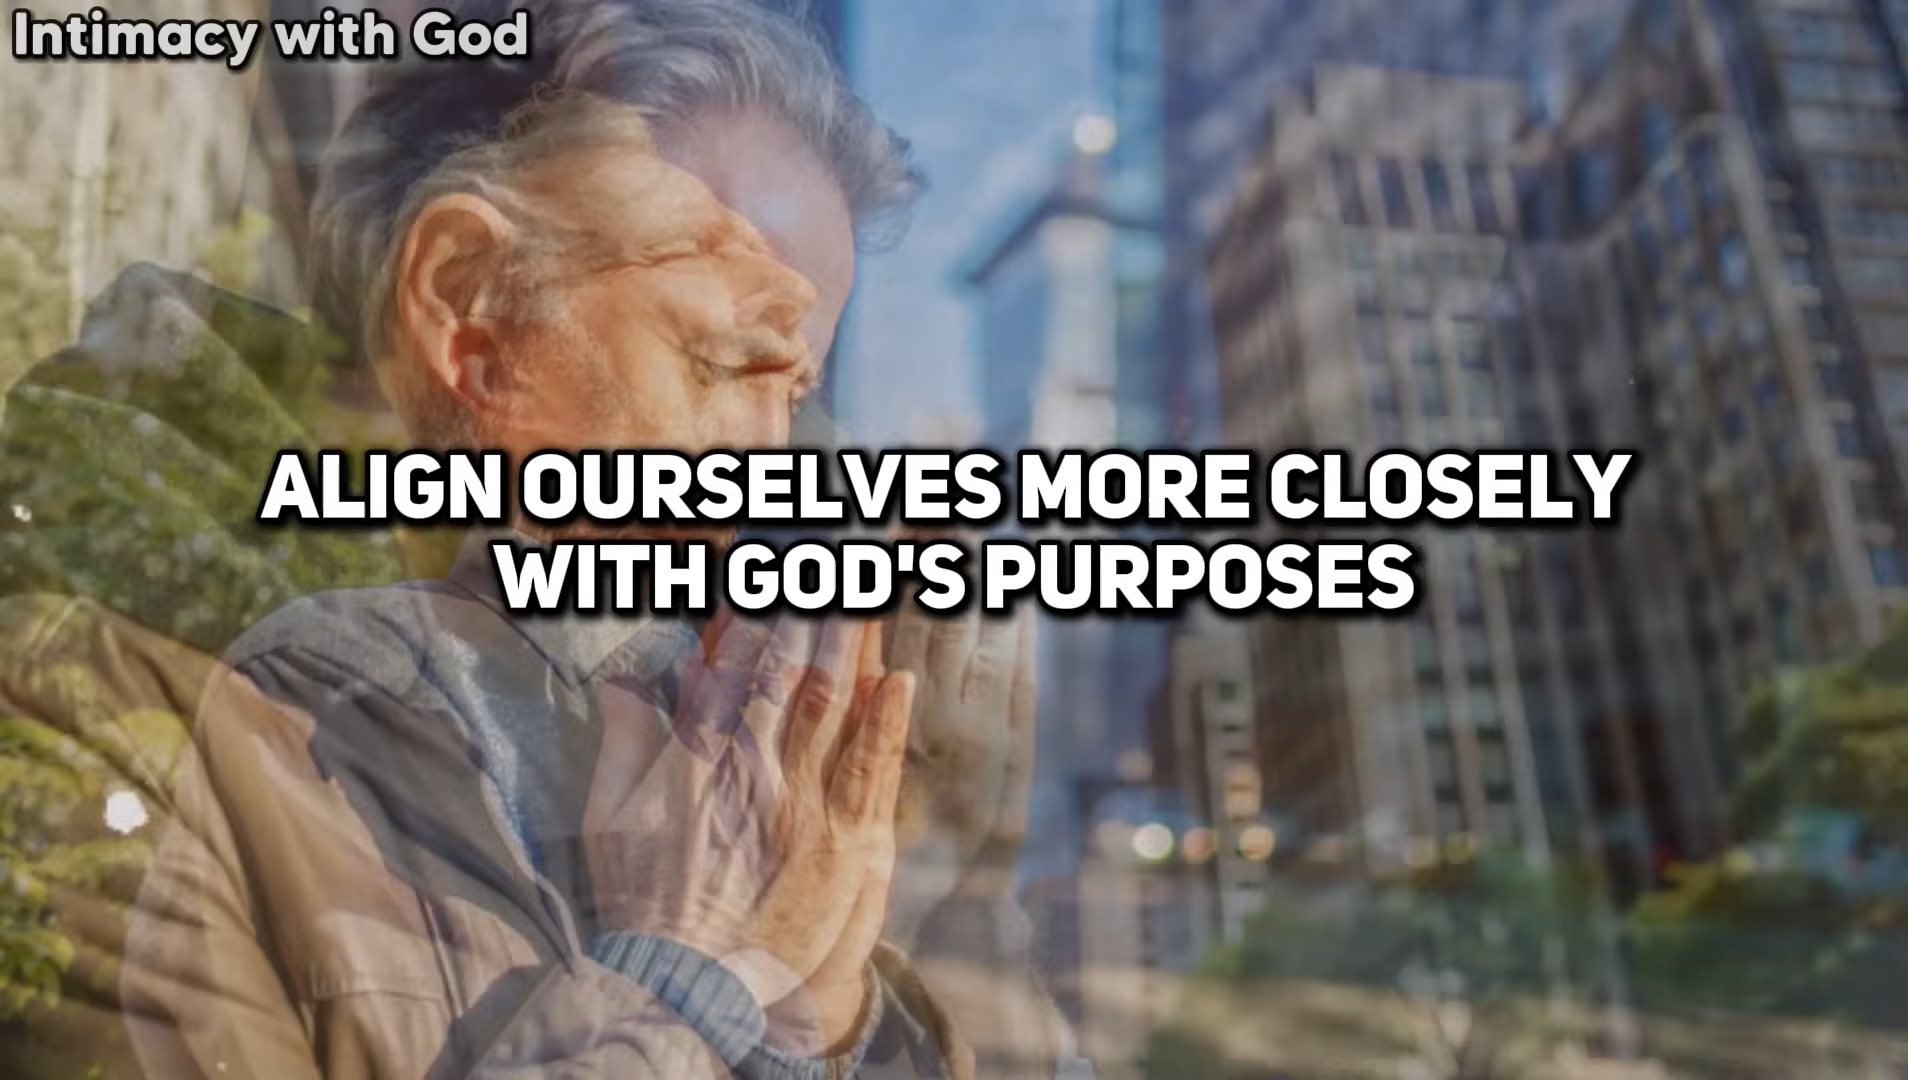 Intimacy with God
ALIGN OURSELVES MORE CLOSELY
WITH GOD'S PURPOSES